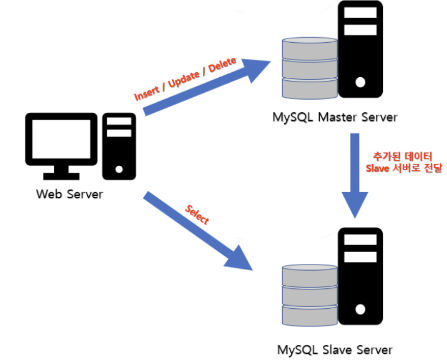 Insert / Update / Delete
MySQL Master Server
추가된 데이터
Slave 서버로 전달
Web Server
Select
MySQL Slave Server